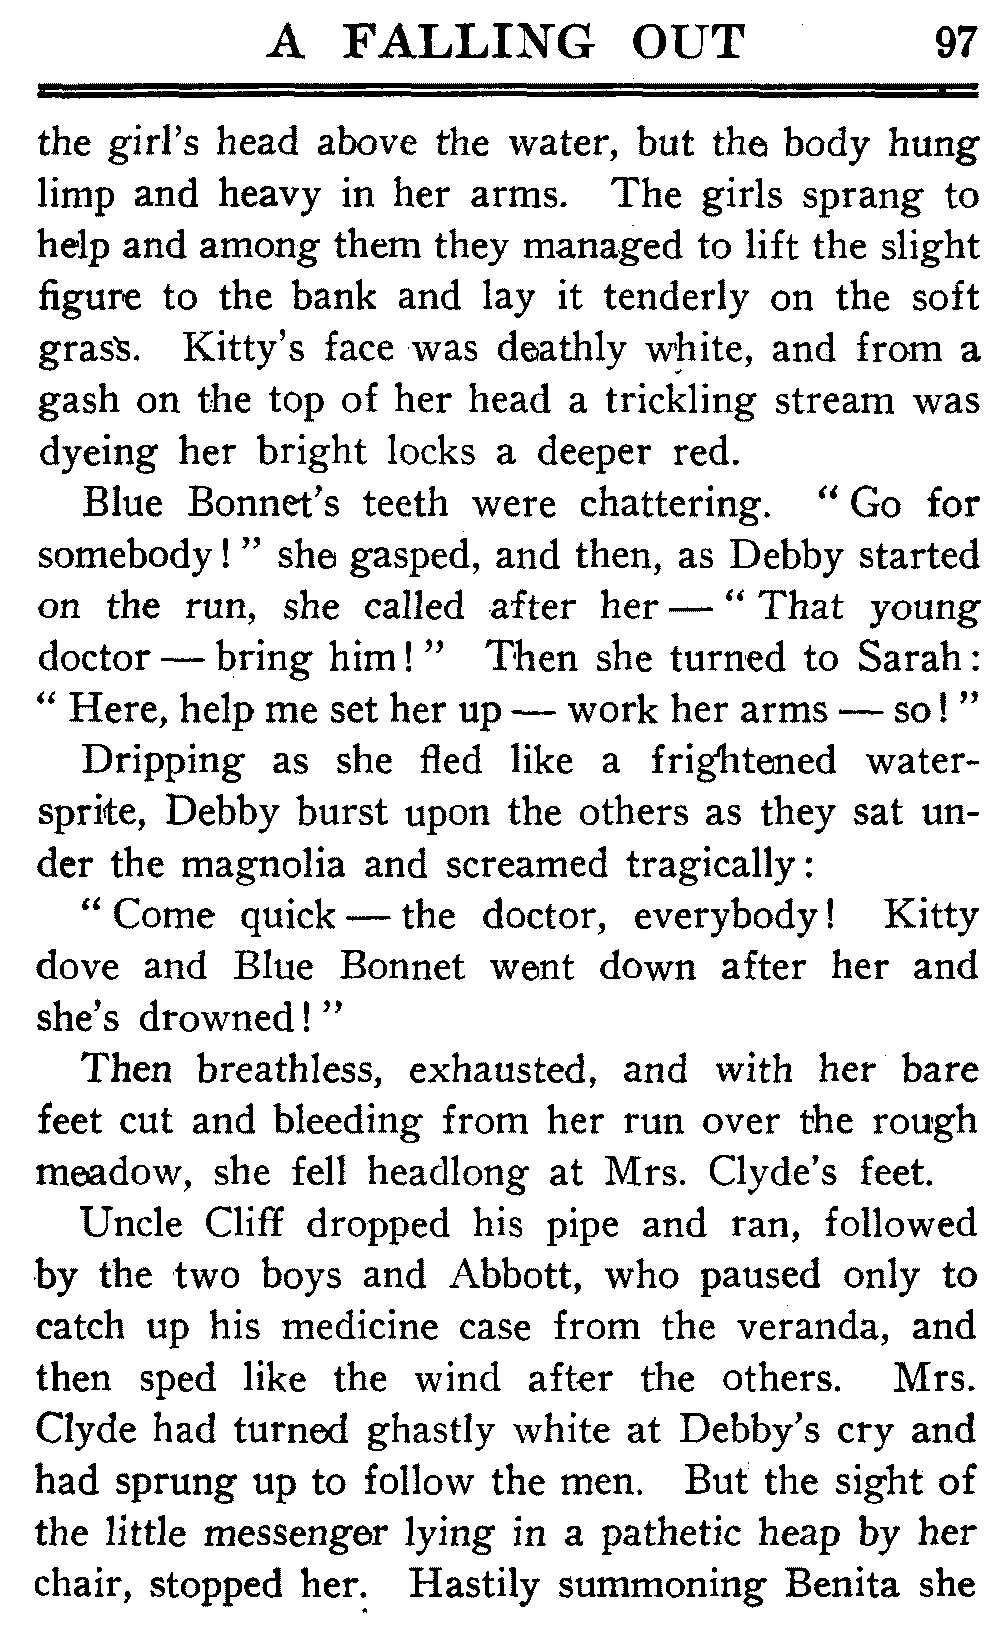 A FALLING OUT 97
the girl's head above the water, but the body hung
limp and heavy in her arms. The girls sprang to
help and among them they managed to lift the slight
figure to the bank and lay it tenderly on the soft
grass. Kitty's face was deathly white, and from a
gash on the top of her head a trickling stream was
dyeing her bright locks a deeper red.
Blue Bonnet's teeth were chattering. " Go for
somebody ! " she gasped, and then, as Debby started
on the run, she called after her — " That young
doctor — bring him ! " Then she turned to Sarah :
" Here, help me set her up — work her arms — so ! "
Dripping as she fled like a frightened water-
sprite, Debby burst upon the others as they sat un-
der the magnolia and screamed tragically :
" Come quick — the doctor, everybody ! Kitty
dove and Blue Bonnet went down after her and
she's drowned ! "
Then breathless, exhausted, and with her bare
feet cut and bleeding from her run over the rough
meadow, she fell headlong at Mrs. Clyde's feet.
Uncle Cliff dropped his pipe and ran, followed
by the two boys and Abbott, who paused only to
catch up his medicine case from the veranda, and
then sped like the wind after the others. Mrs.
Clyde had turned ghastly white at Debby's cry and
had sprung up to follow the men. But the sight of
the little messenger lying in a pathetic heap by her
chair, stopped her. Hastily summoning Benita she